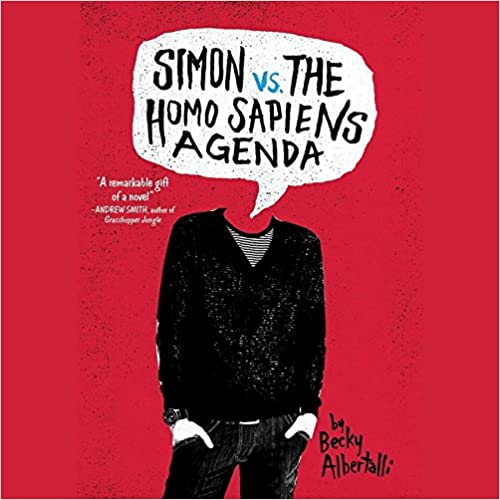 SIMON VS. THE
HOMO SAPIENS
AGENDA
"A remarkable gift
of a novel"
—ANDREW SMITH, author of
Grasshopper Jungle
by
Becky
Albertalli